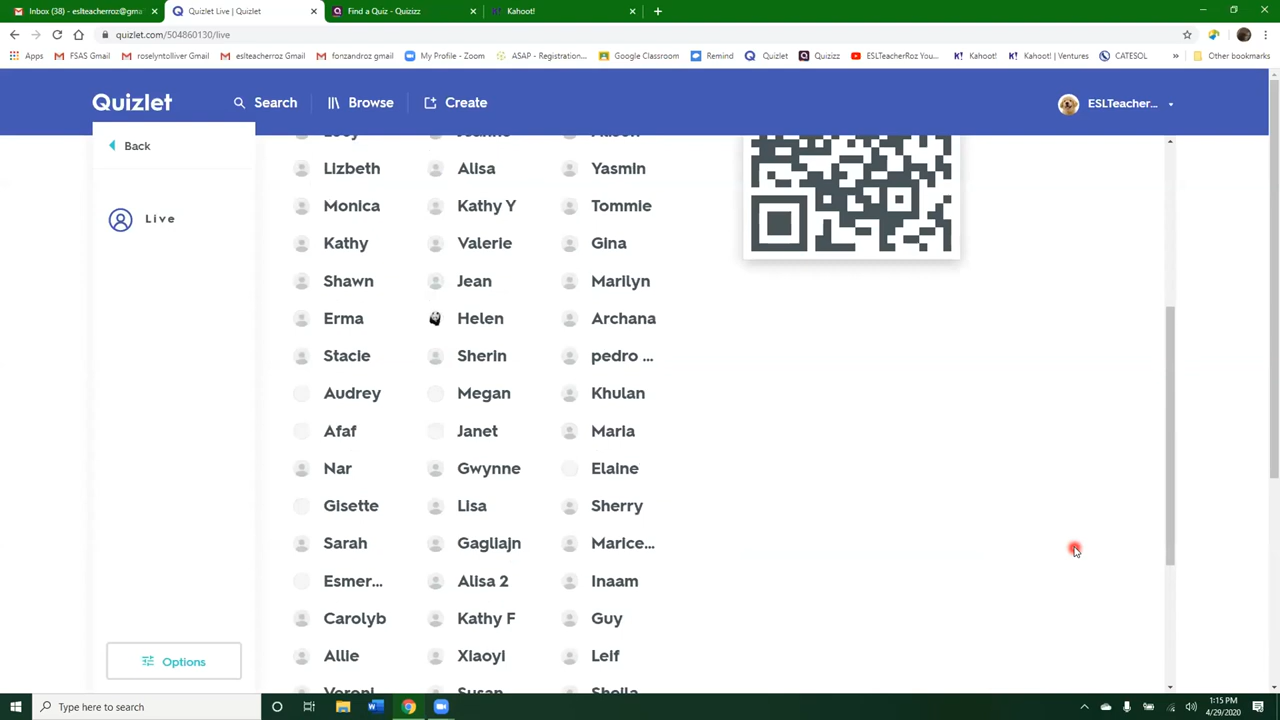 Inbox (38) - eslteacherroz@gma
Quizlet Live | Quizlet
Find a Quiz - Quizizz
Kahoot!
quizlet.com/504860130/live
Apps
FSAS Gmail
roselyntolliver Gmail
eslteacherroz Gmail
fonzandroz gmail
My Profile - Zoom
ASAP - Registration...
Google Classroom
Remind
Quizlet
Quizizz
ESLTeacherRoz You...
Kahoot!
Kahoot! | Ventures
CATESOL
Other bookmarks
Quizlet
Search
Browse
Create
ESLTeacher...
Back
Live
Lizbeth Alisa Yasmin
Monica Kathy Y Tommie
Kathy Valerie Gina
Shawn Jean Marilyn
Erma Helen Archana
Stacie Sherin pedro ...
Audrey Megan Khulan
Afaf Janet Maria
Nar Gwynne Elaine
Gisette Lisa Sherry
Sarah Gagliajn Marice...
Esmer... Alisa 2 Inaam
Carolyb Kathy F Guy
Allie Xiaoyi Leif
Susan Sheila
Options
Type here to search
1:15 PM
4/29/2020